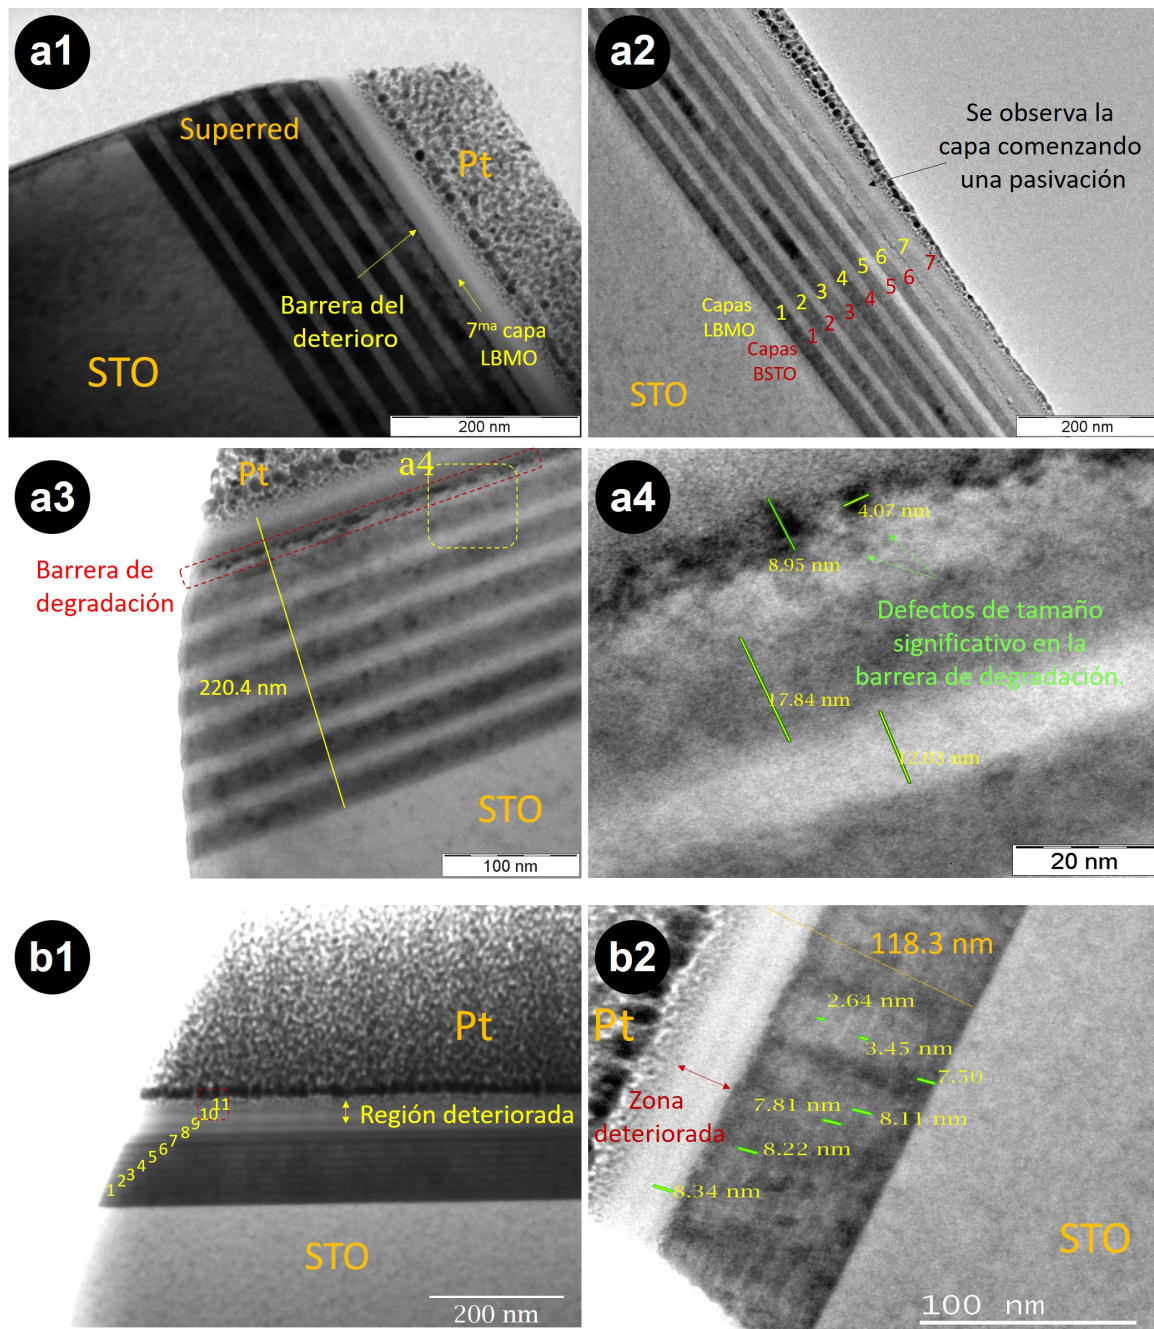 a1
Superred
Pt
Barrera del
deterioro
7ma capa
LBMO
STO
200 nm
a2
Se observa la
capa comenzando
una pasivación
1 2 3 4 5 6 7
Capas
LBMO
1 2 3 4 5 6 7
Capas
BSTO
STO
200 nm
a3
Pt
a4
Barrera de
degradación
220.4 nm
STO
100 nm
a4
4.07 nm
8.95 nm
Defectos de tamaño
significativo en la
barrera de degradación.
17.84 nm
12.03 nm
20 nm
b1
Pt
1 2 3 4 5 6 7 8 9 10 11
Región deteriorada
STO
200 nm
b2
118.3 nm
Pt
2.64 nm
3.45 nm
7.50
Zona
deteriorada
7.81 nm
8.11 nm
8.22 nm
8.34 nm
STO
100 nm